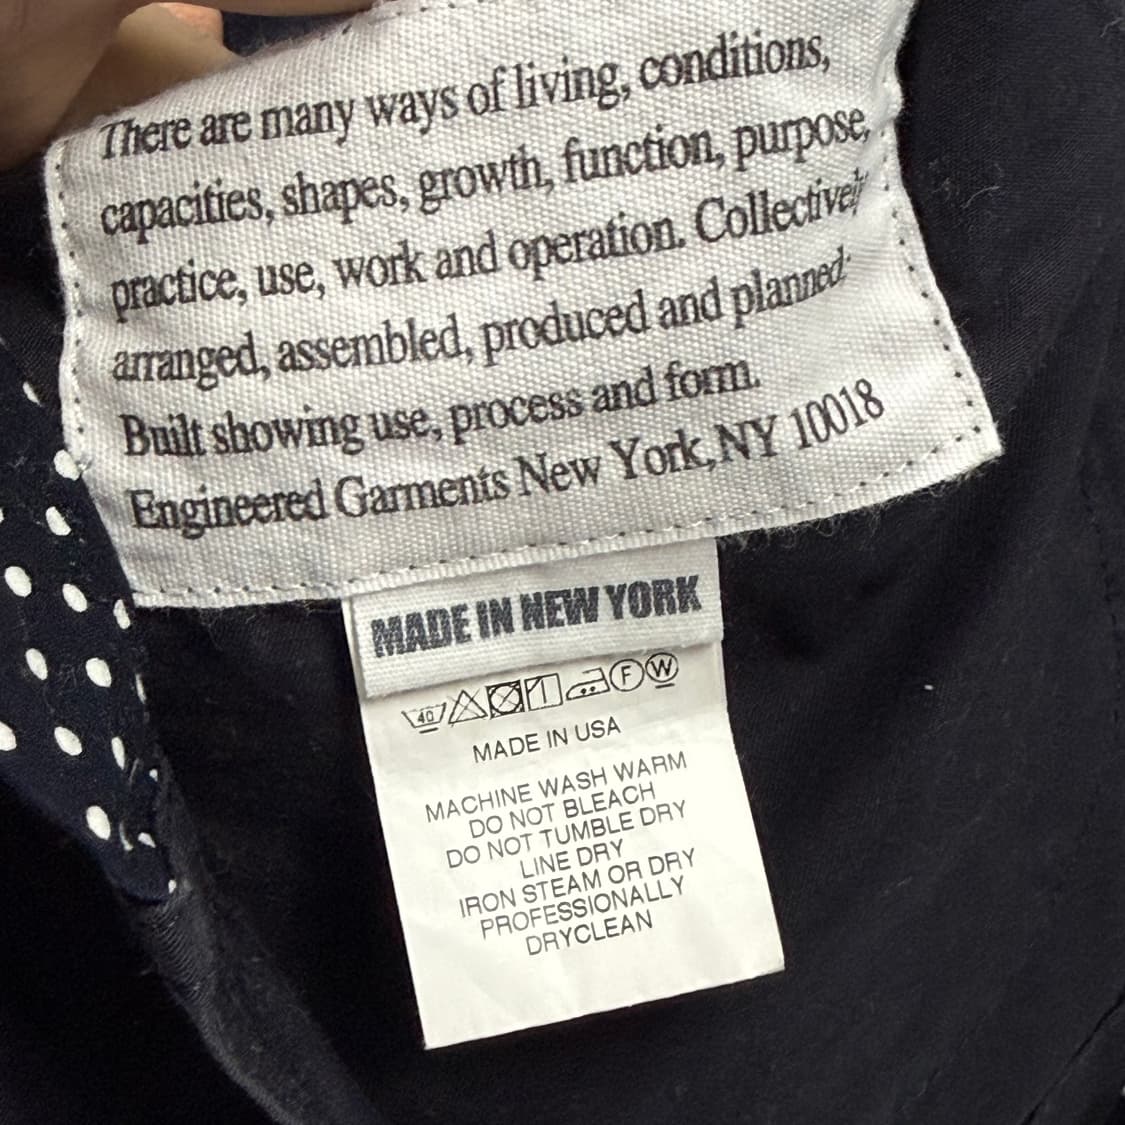 There are many ways of living, conditions,
capacities, shapes, growth, function, purpose,
practice, use, work and operation. Collectively
arranged, assembled, produced and planned.
Built showing use, process and form.
Engineered Garments New York, NY 10018
MADE IN NEW YORK
40 F W
MADE IN USA
MACHINE WASH WARM
DO NOT BLEACH
DO NOT TUMBLE DRY
LINE DRY
IRON STEAM OR DRY
PROFESSIONALLY
DRYCLEAN